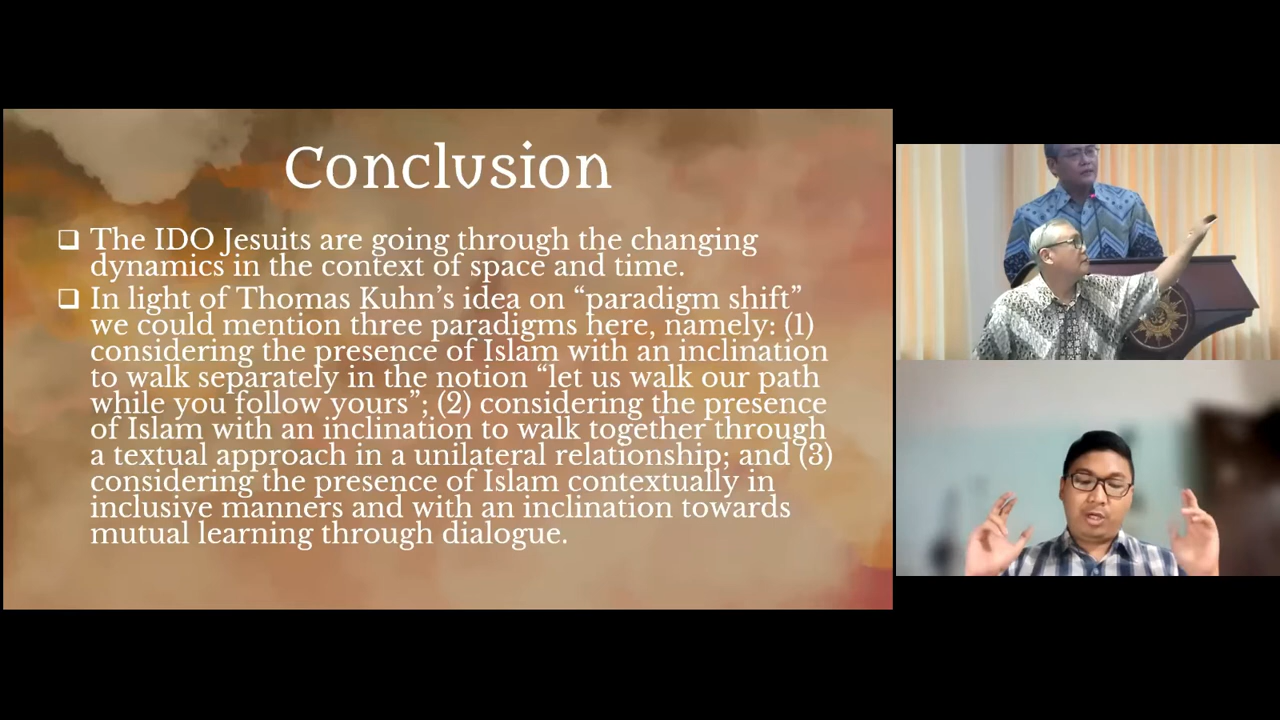 Conclusion
❑ The IDO Jesuits are going through the changing
dynamics in the context of space and time.
❑ In light of Thomas Kuhn’s idea on “paradigm shift”
we could mention three paradigms here, namely: (1)
considering the presence of Islam with an inclination
to walk separately in the notion “let us walk our path
while you follow yours”; (2) considering the presence
of Islam with an inclination to walk together through
a textual approach in a unilateral relationship; and (3)
considering the presence of Islam contextually in
inclusive manners and with an inclination towards
mutual learning through dialogue.